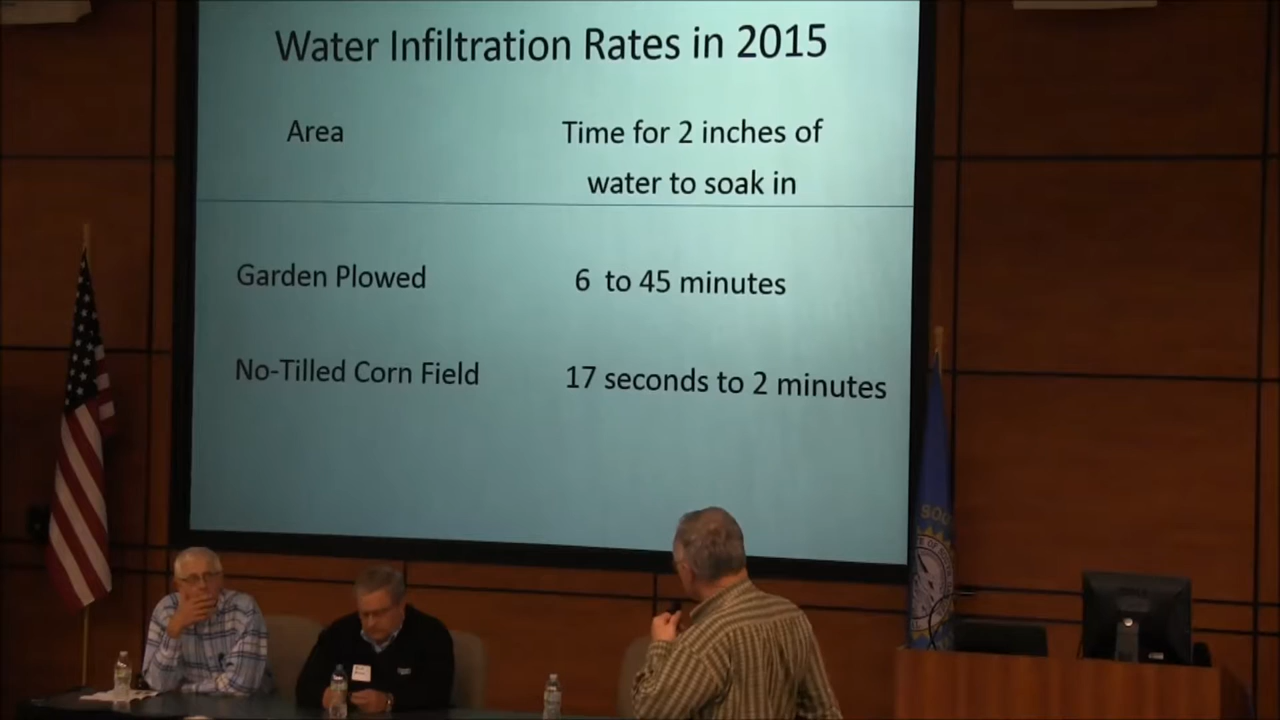 Water Infiltration Rates in 2015
Area
Time for 2 inches of
water to soak in
Garden Plowed
6 to 45 minutes
No-Tilled Corn Field
17 seconds to 2 minutes